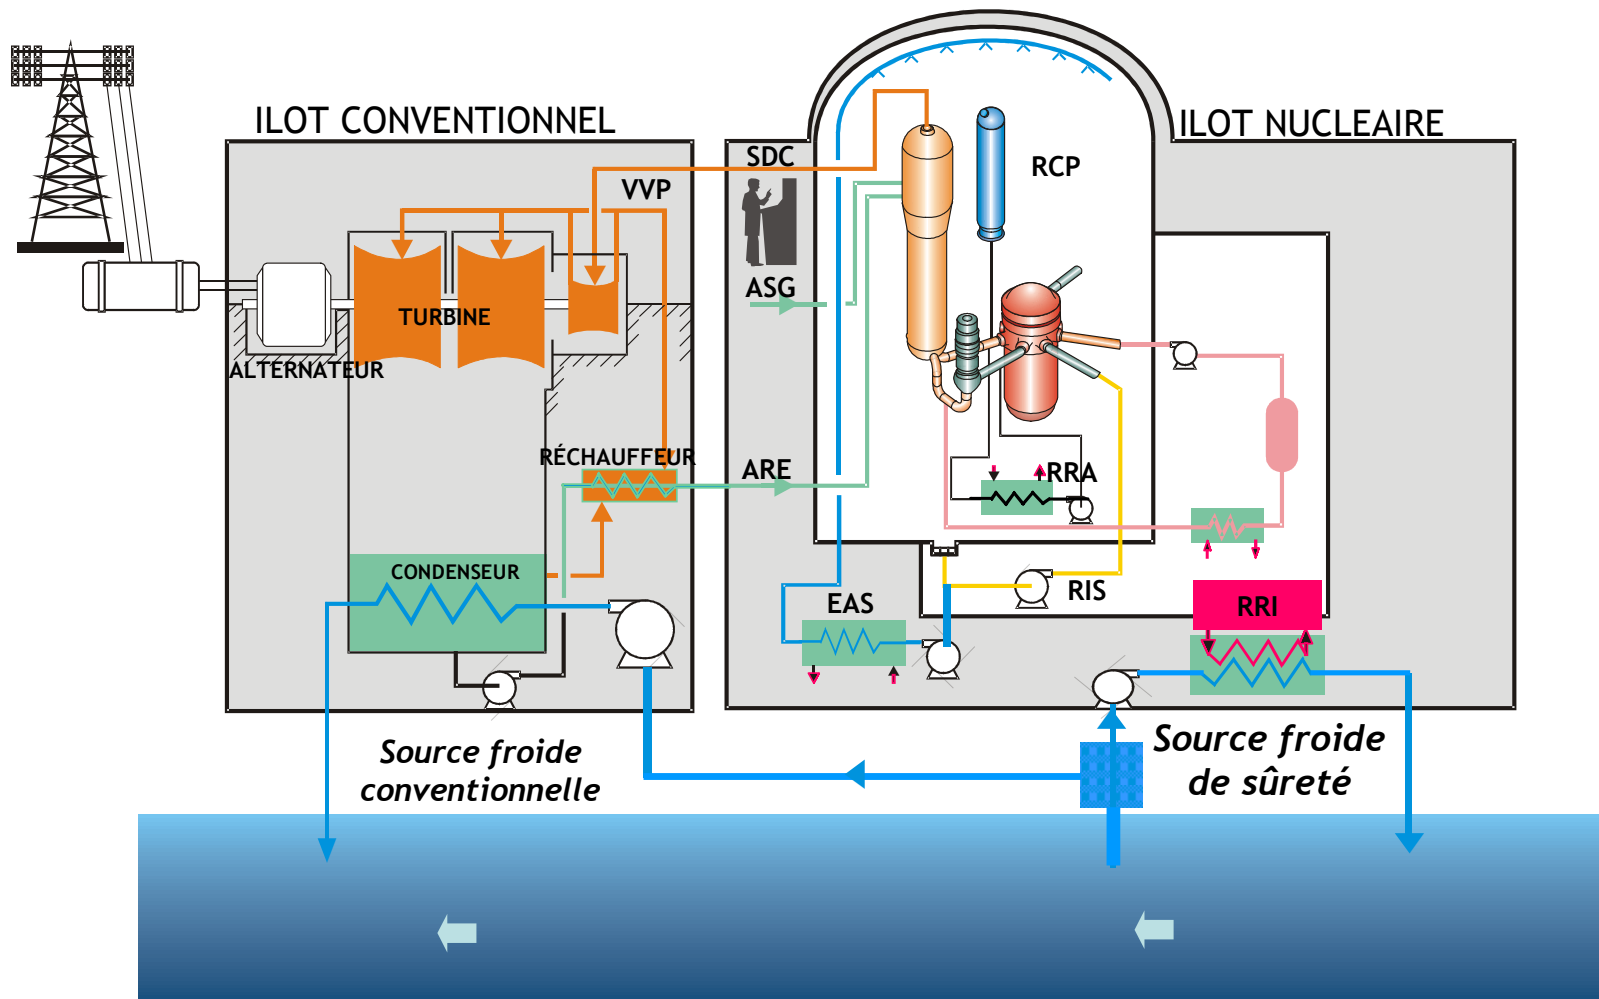 ILOT CONVENTIONNEL
ILOT NUCLEAIRE
SDC
VVP
RCP
ASG
TURBINE
ALTERNATEUR
RÉCHAUFFEUR
ARE
RRA
CONDENSEUR
EAS
RIS
RRI
Source froide
conventionnelle
Source froide
de sûreté